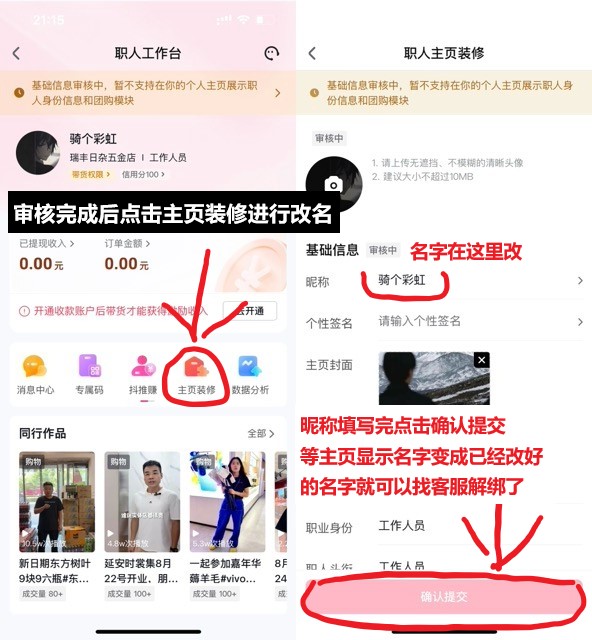 21:15
职人工作台
基础信息审核中，暂不支持在你的个人主页展示职
人身份信息和团购模块
骑个彩虹
瑞丰日杂五金店 | 工作人员
带货权限
信用分100
审核完成后点击主页装修进行改名
已提现收入
订单金额
0.00元
0.00元
开通收款账户后带货才能获得
收入
开通
消息中心
专属码
抖推赚
主页装修
数据分析
同行作品
全部
购物
购物
购物
10.5w次播放
4.8w次播放
5.3w次播放
新日期东方树叶
9块9六瓶#东...
延安时裳集8月
22号开业、朋...
一起参加嘉年华
薅羊毛#vivo...
成交量 80+
成交量 100+
成交量 100+
职人主页装修
基础信息审核中，暂不支持在你的个人主页展示职人身
份信息和团购模块
审核中
1. 请上传无遮挡、不模糊的清晰头像
2. 建议大小不超过10MB
基础信息
审核中
名字在这里改
昵称
骑个彩虹
个性签名
请输入个性签名
主页封面
昵称填写完点击确认提交
等主页显示名字变成已经改好
的名字就可以找客服解绑了
职业身份
工作人员
职人头衔
工作人员
确认提交